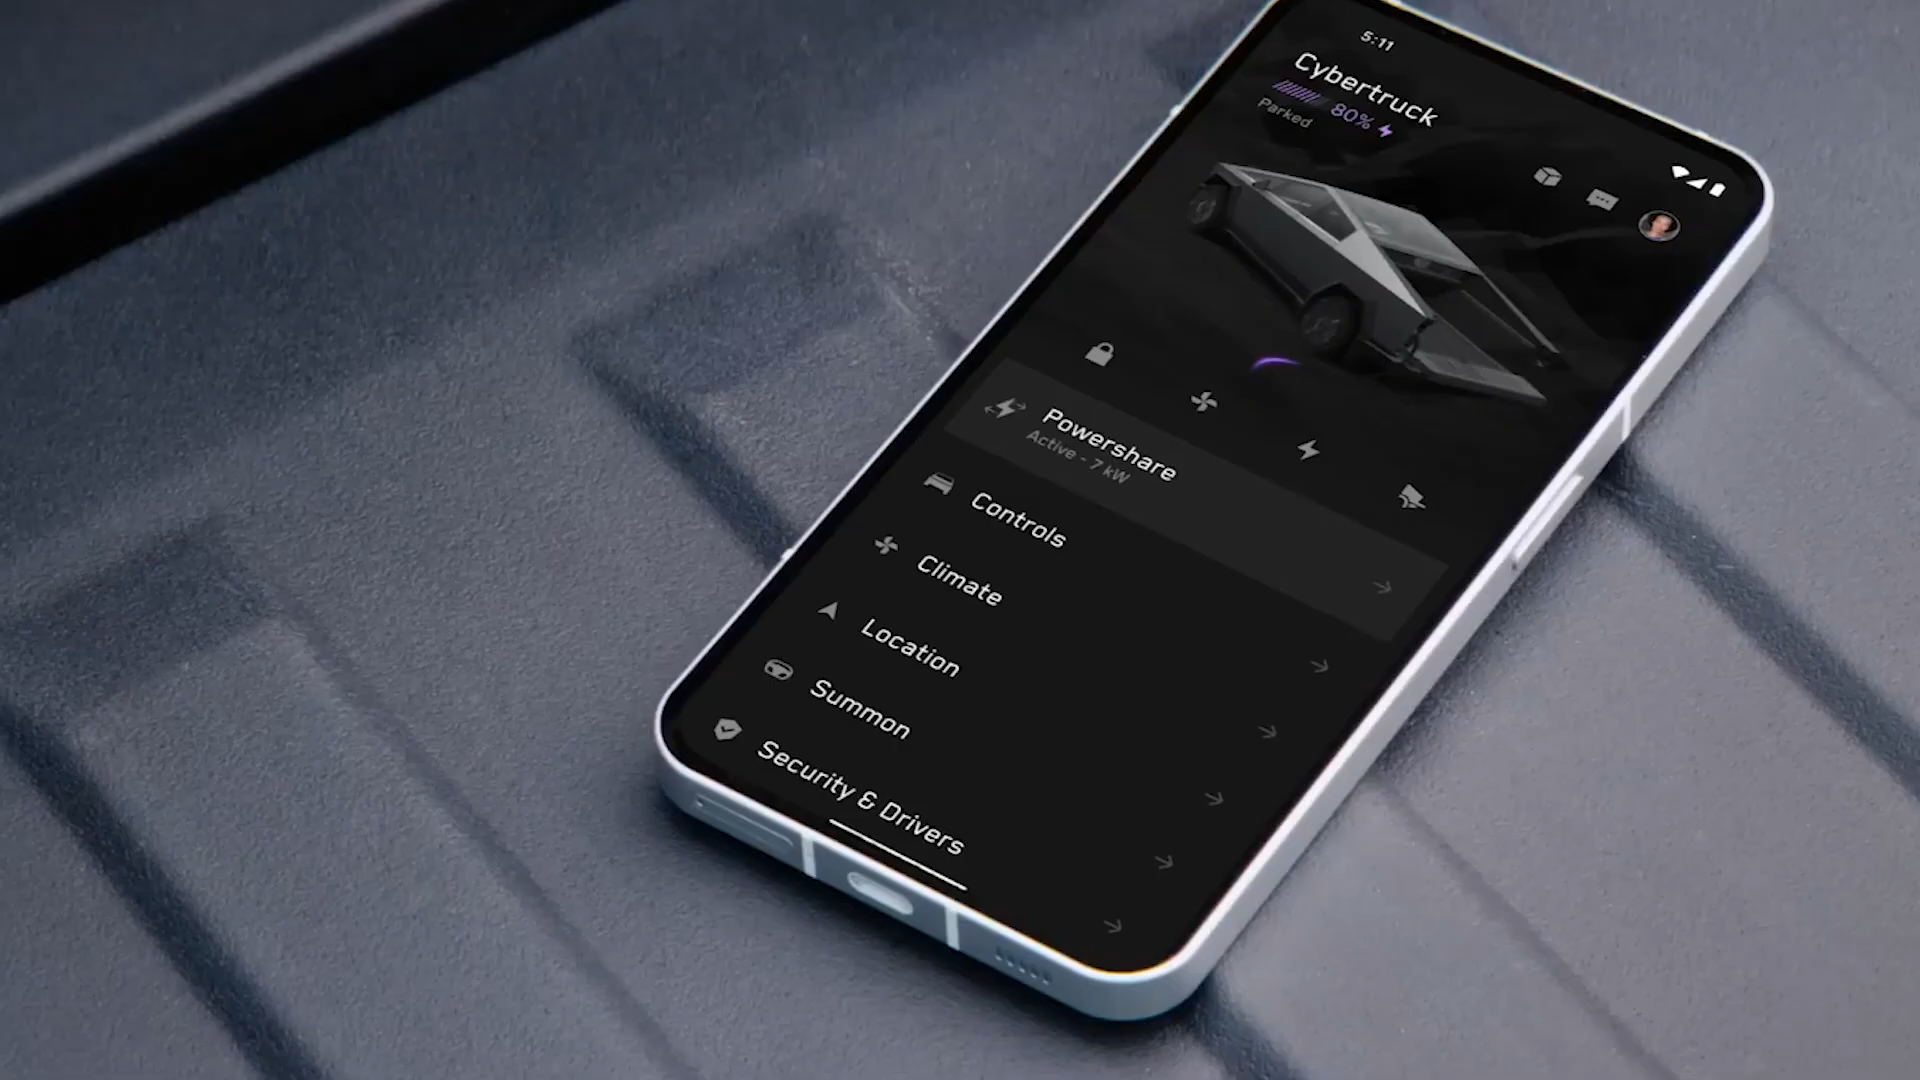 5:11
Cybertruck
80%
Parked
Powershare
Active - 7 kW
Controls
Climate
Location
Summon
Security & Drivers